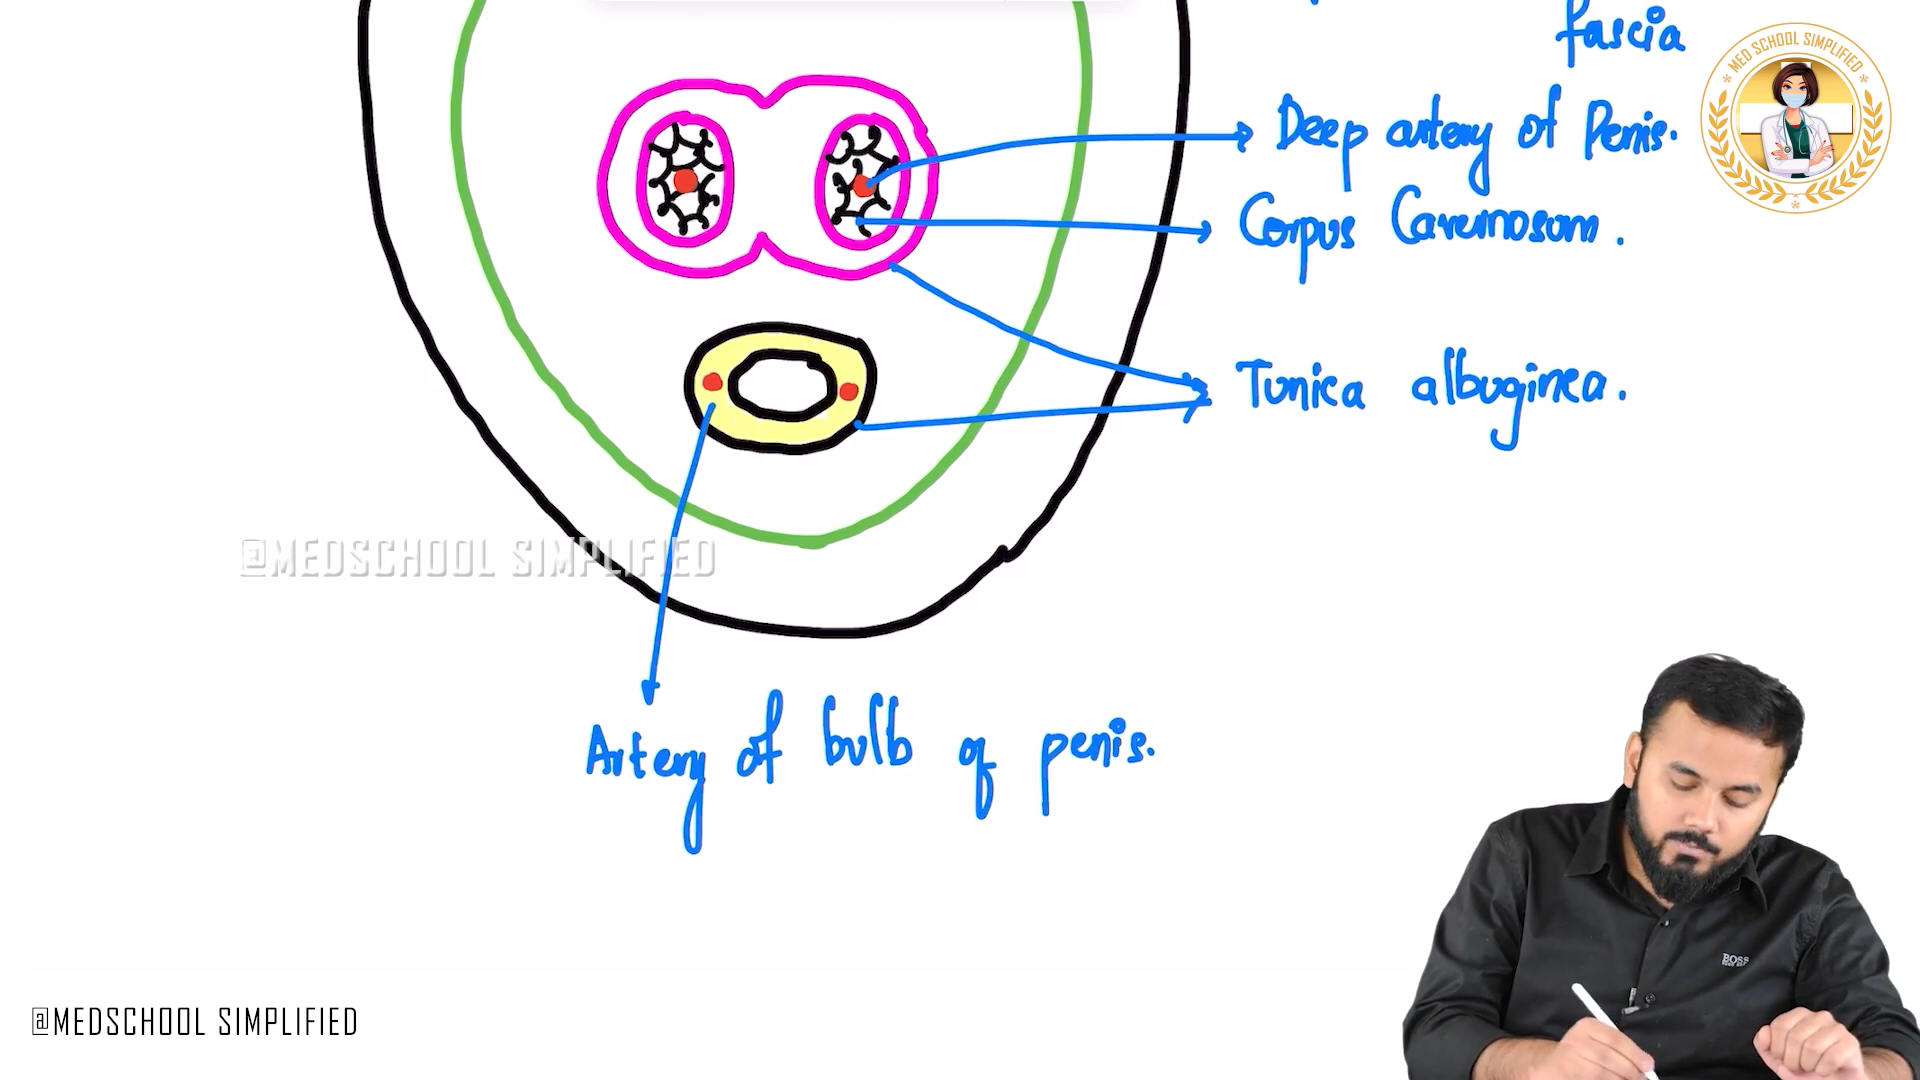 fascia
MED SCHOOL SIMPLIFIED
Deep artery of Penis.
Corpus Cavernosom.
Tunica albuginea.
@MEDSCHOOL SIMPLIFIED
Artery of bulb of penis.
BOSS
@MEDSCHOOL SIMPLIFIED